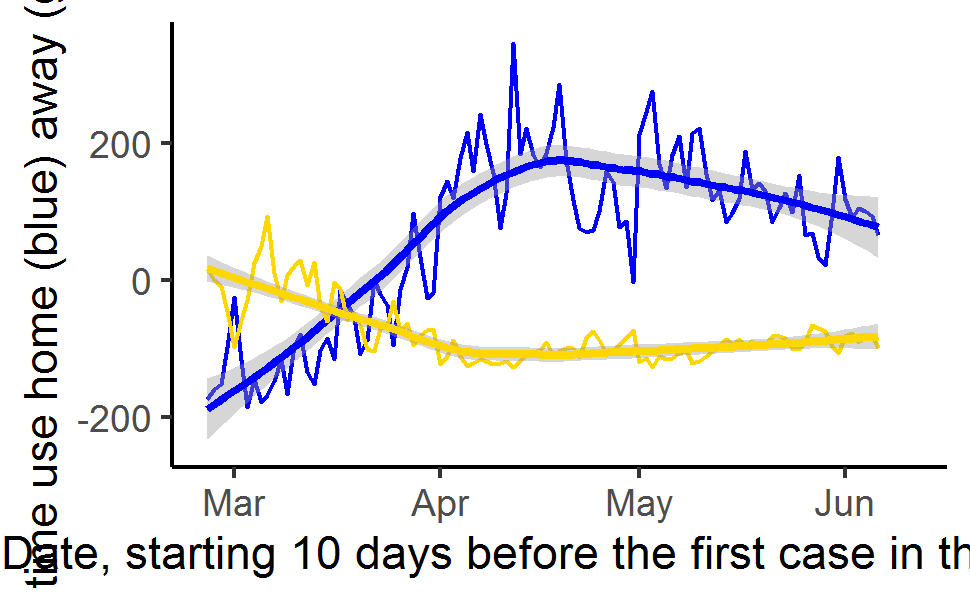 time use home (blue) away (
200
0
-200
Mar Apr May Jun
Date, starting 10 days before the first case in th